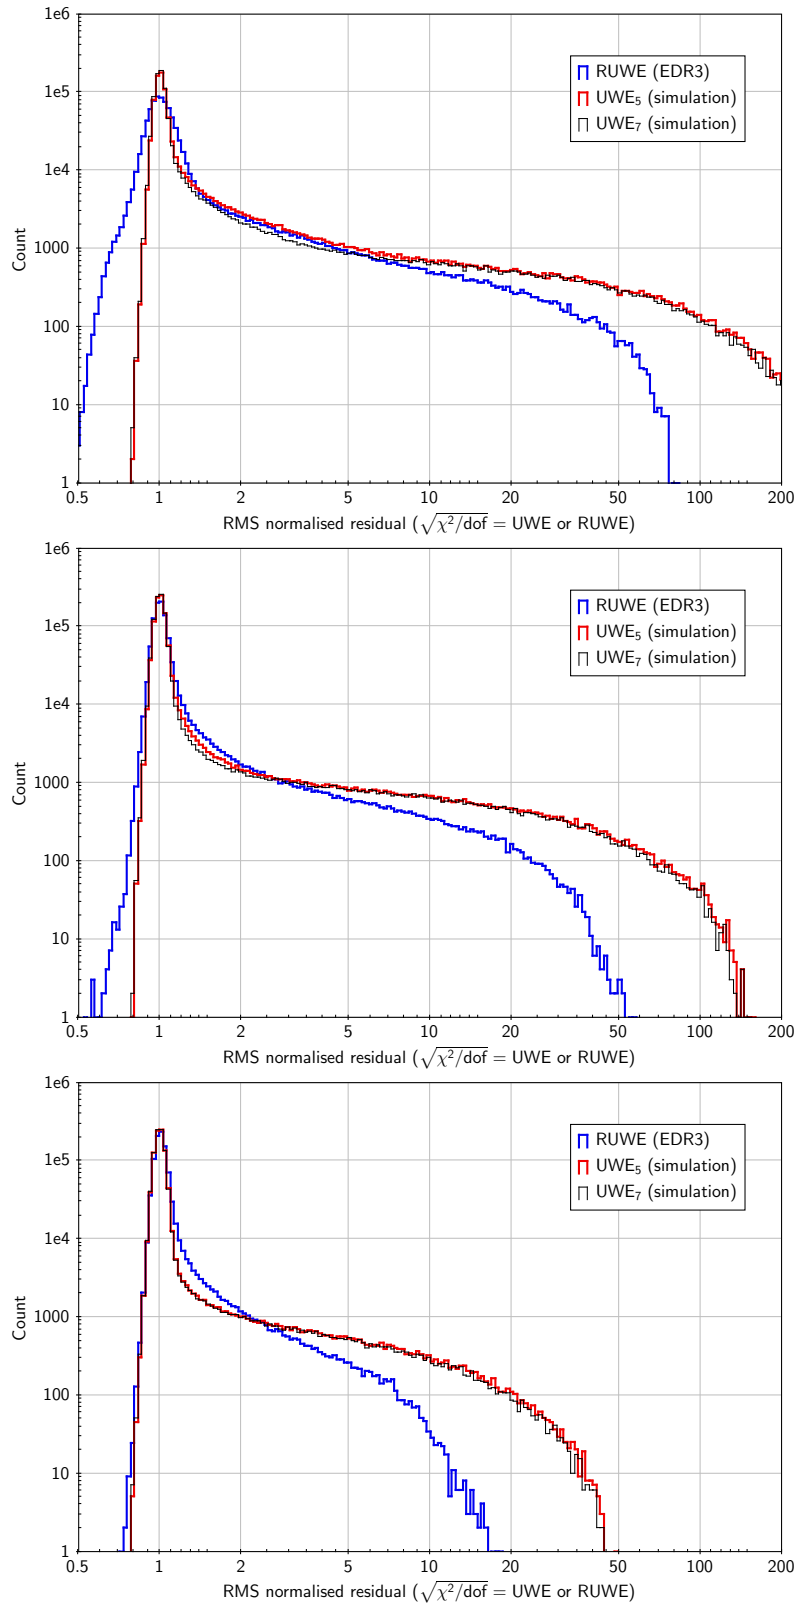 1e6
1e5
1e4
1000
100
10
1
Count
RUWE (EDR3)
UWE₅ (simulation)
UWE₇ (simulation)
0.5 1 2 5 10 20 50 100 200
RMS normalised residual (√χ²/dof = UWE or RUWE)
1e6
1e5
1e4
1000
100
10
1
Count
RUWE (EDR3)
UWE₅ (simulation)
UWE₇ (simulation)
0.5 1 2 5 10 20 50 100 200
RMS normalised residual (√χ²/dof = UWE or RUWE)
1e6
1e5
1e4
1000
100
10
1
Count
RUWE (EDR3)
UWE₅ (simulation)
UWE₇ (simulation)
0.5 1 2 5 10 20 50 100 200
RMS normalised residual (√χ²/dof = UWE or RUWE)